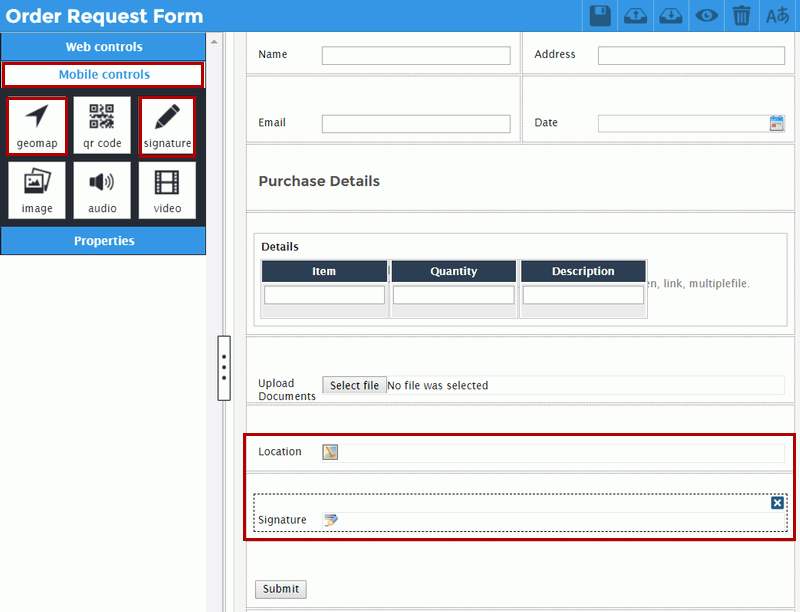 Order Request Form
Aあ
Web controls
Mobile controls
geomap
qr code
signature
image
audio
video
Properties
Name
Address
Email
Date
Purchase Details
Details
Item
Quantity
Description
en, link, multiplefile.
Upload
Documents
Select file
No file was selected
Location
Signature
Submit